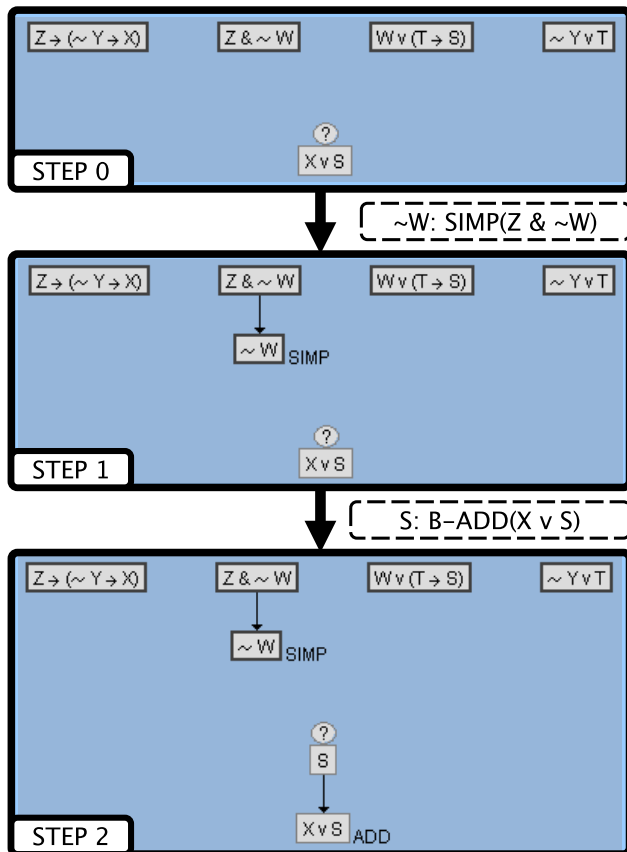 Z → (~ Y → X) Z & ~ W W v (T → S) ~ Y v T
?
X v S
STEP 0
~W: SIMP(Z & ~W)
Z → (~ Y → X) Z & ~ W W v (T → S) ~ Y v T
~ W SIMP
?
X v S
STEP 1
S: B-ADD(X v S)
Z → (~ Y → X) Z & ~ W W v (T → S) ~ Y v T
~ W SIMP
?
S
X v S ADD
STEP 2